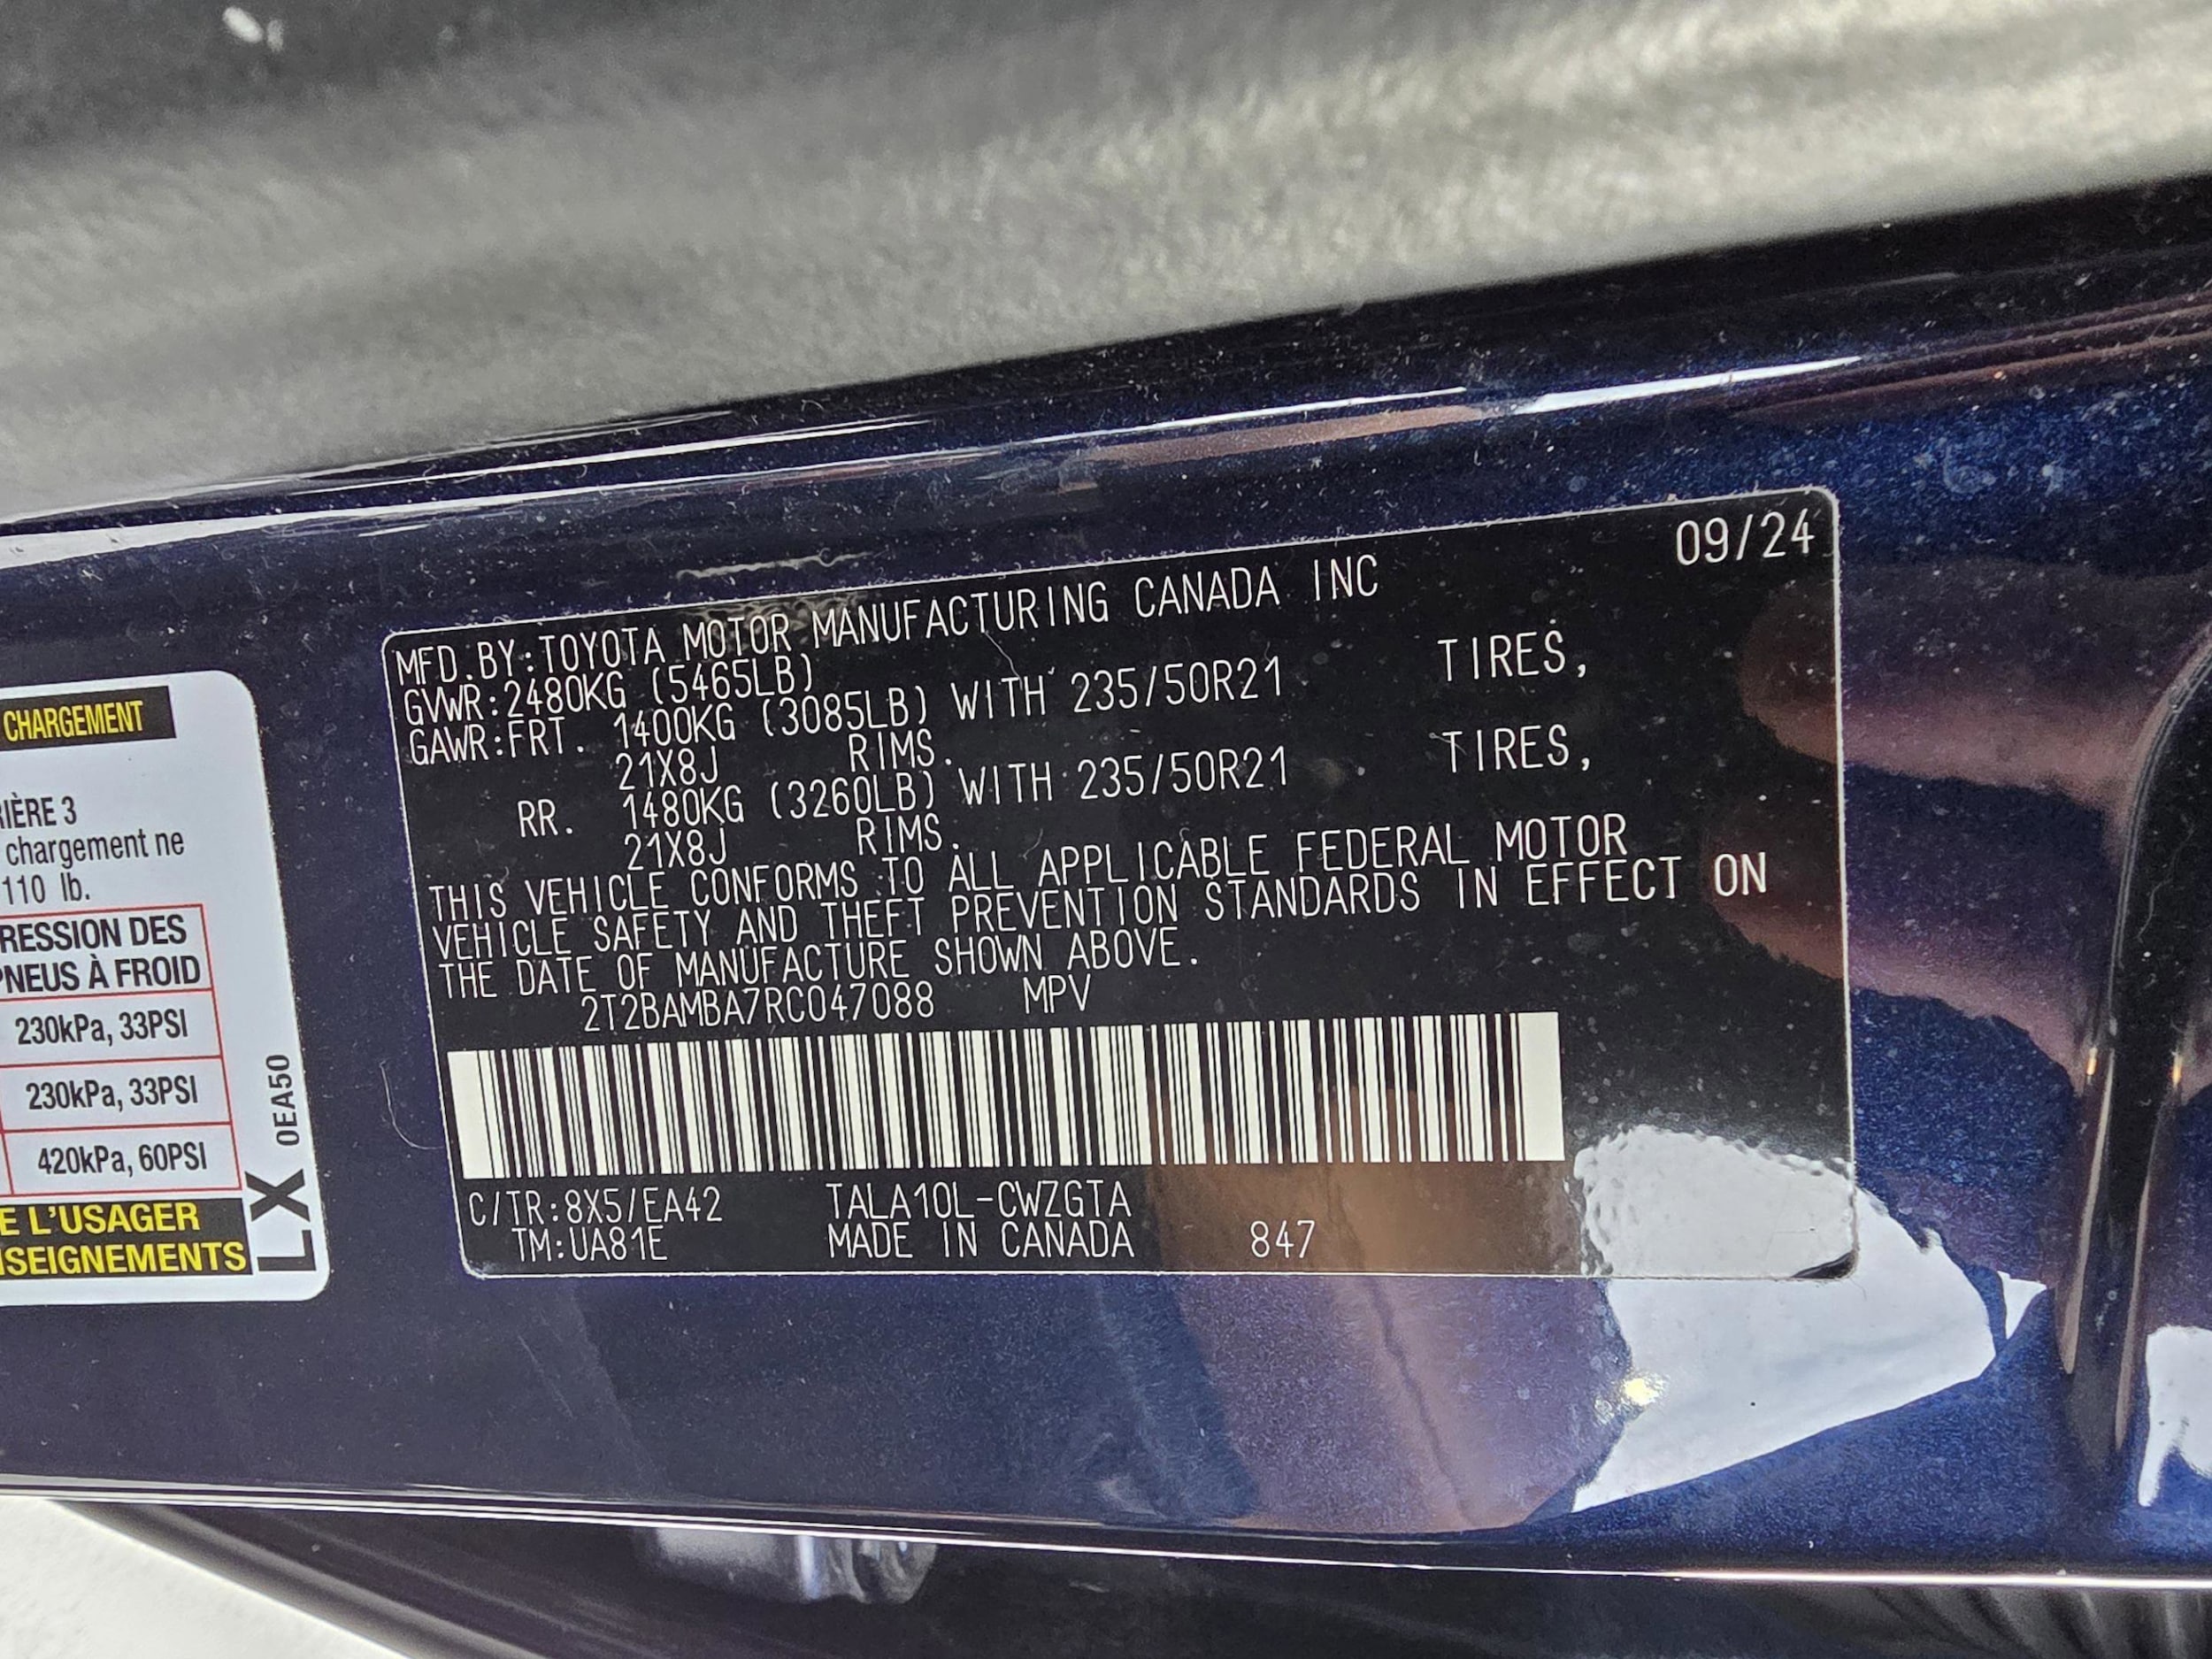 CHARGEMENT
IÈRE 3
chargement ne
110 lb.
RESSION DES
PNEUS À FROID
230kPa, 33PSI
230kPa, 33PSI
420kPa, 60PSI
E L'USAGER
SEIGNEMENTS
LX 0EA50
09/24
MFD.BY:TOYOTA MOTOR MANUFACTURING CANADA INC
GVWR:2480KG (5465LB)
GAWR:FRT. 1400KG (3085LB) WITH 235/50R21 TIRES,
21X8J RIMS.
RR. 1480KG (3260LB) WITH 235/50R21 TIRES,
21X8J RIMS.
THIS VEHICLE CONFORMS TO ALL APPLICABLE FEDERAL MOTOR
VEHICLE SAFETY AND THEFT PREVENTION STANDARDS IN EFFECT ON
THE DATE OF MANUFACTURE SHOWN ABOVE.
2T2BAMBA7RC047088 MPV
C/TR:8X5/EA42 TALA10L-CWZGTA
TM:UA81E MADE IN CANADA 847